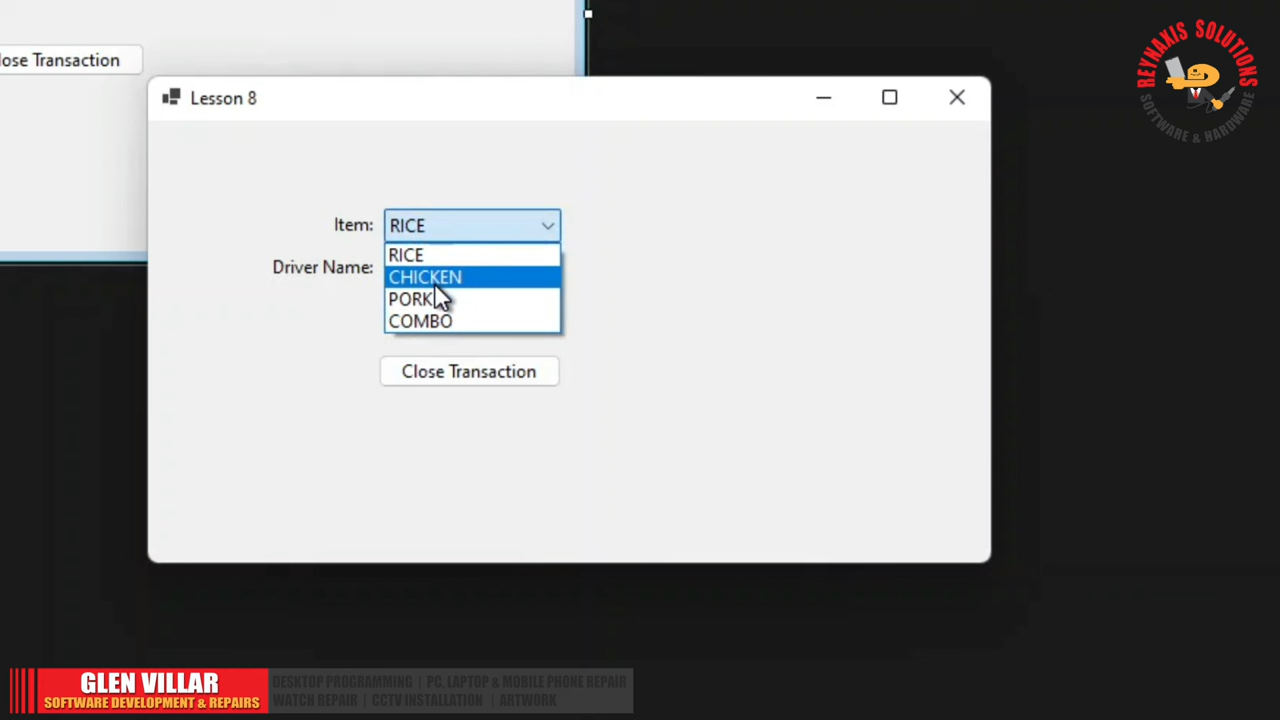 lose Transaction
Lesson 8
Item: RICE
RICE
Driver Name:
CHICKEN
PORK
COMBO
Close Transaction
REYNAXIS SOLUTIONS
SOFTWARE & HARDWARE
GLEN VILLAR
SOFTWARE DEVELOPMENT & REPAIRS
DESKTOP PROGRAMMING | PC, LAPTOP & MOBILE PHONE REPAIR
WATCH REPAIR | CCTV INSTALLATION | ARTWORK